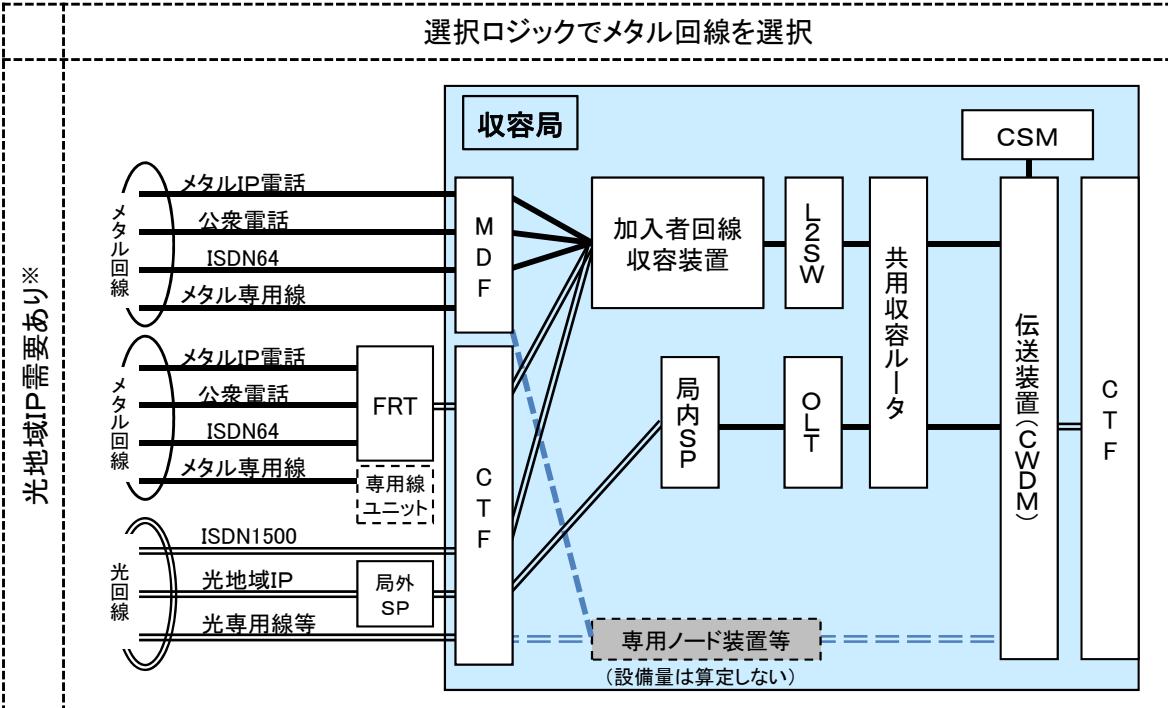 選択ロジックでメタル回線を選択
光地域IP需要あり※
収容局
CSM
メタル回線
メタルIP電話
公衆電話
ISDN64
メタル専用線
MDF
加入者回線
収容装置
L2SW
共用収容ルータ
伝送装置(CWDM)
CTF
メタル回線
メタルIP電話
公衆電話
ISDN64
メタル専用線
FRT
専用線
ユニット
CTF
局内SP
OLT
光回線
ISDN1500
光地域IP
光専用線等
局外
SP
専用ノード装置等
(設備量は算定しない)